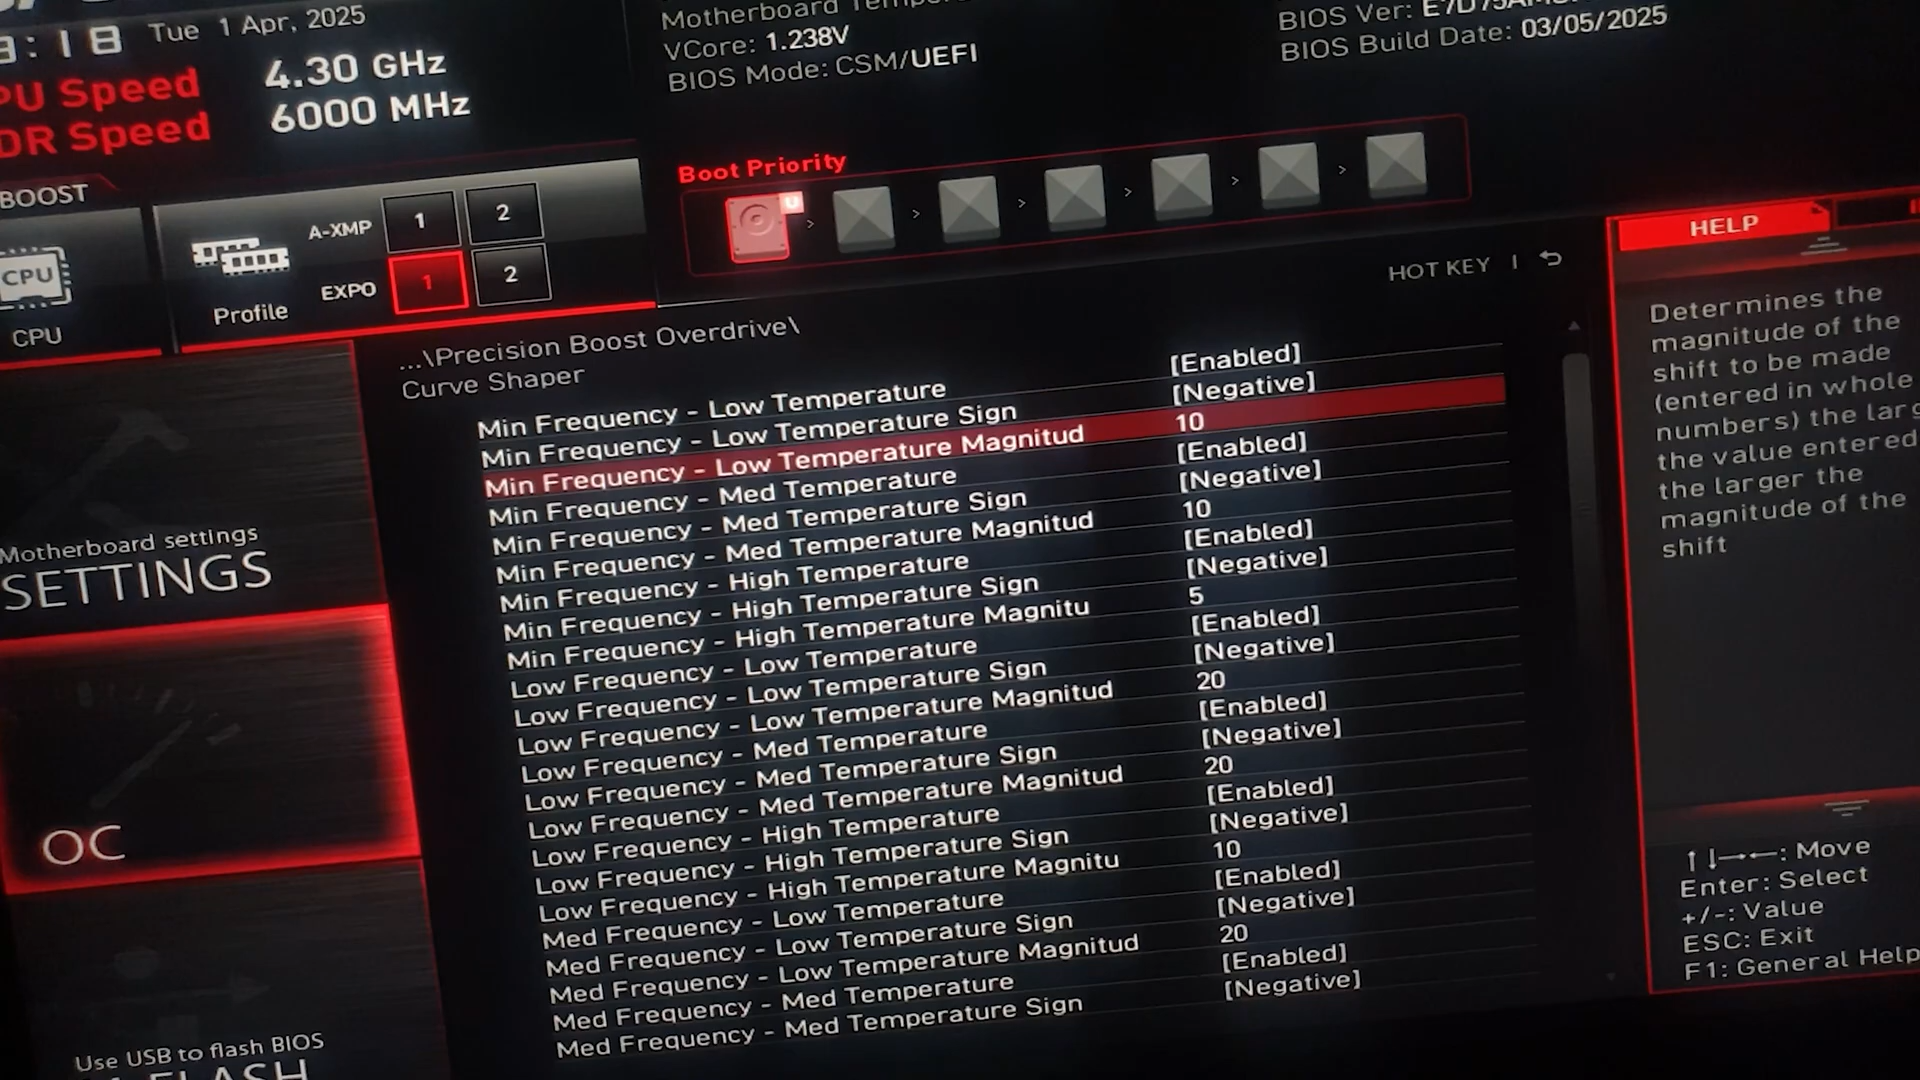 :18 Tue 1 Apr, 2025
PU Speed 4.30 GHz
DR Speed 6000 MHz
VCore: 1.238V
BIOS Mode: CSM/UEFI
BIOS Ver:
BIOS Build Date: 03/05/2025
Boot Priority
U
BOOST
CPU
CPU
Profile
A-XMP 1 2
EXPO 1 2
HOT KEY
HELP
...\Precision Boost Overdrive\
Curve Shaper
Min Frequency - Low Temperature [Enabled]
Min Frequency - Low Temperature Sign [Negative]
Min Frequency - Low Temperature Magnitud 10
Min Frequency - Med Temperature [Enabled]
Min Frequency - Med Temperature Sign [Negative]
Min Frequency - Med Temperature Magnitud 10
Min Frequency - High Temperature [Enabled]
Min Frequency - High Temperature Sign [Negative]
Min Frequency - High Temperature Magnitu 5
Low Frequency - Low Temperature [Enabled]
Low Frequency - Low Temperature Sign [Negative]
Low Frequency - Low Temperature Magnitud 20
Low Frequency - Med Temperature [Enabled]
Low Frequency - Med Temperature Sign [Negative]
Low Frequency - Med Temperature Magnitud 20
Low Frequency - High Temperature [Enabled]
Low Frequency - High Temperature Sign [Negative]
Low Frequency - High Temperature Magnitu 10
Med Frequency - Low Temperature [Enabled]
Med Frequency - Low Temperature Sign [Negative]
Med Frequency - Low Temperature Magnitud 20
Med Frequency - Med Temperature [Enabled]
Med Frequency - Med Temperature Sign [Negative]
Motherboard settings
SETTINGS
OC
Use USB to flash BIOS
FLASH
Determines the
magnitude of the
shift to be made
(entered in whole
numbers) the larg
the value entered
the larger the
magnitude of the
shift
↑↓→←: Move
Enter: Select
+/-: Value
ESC: Exit
F1: General Help